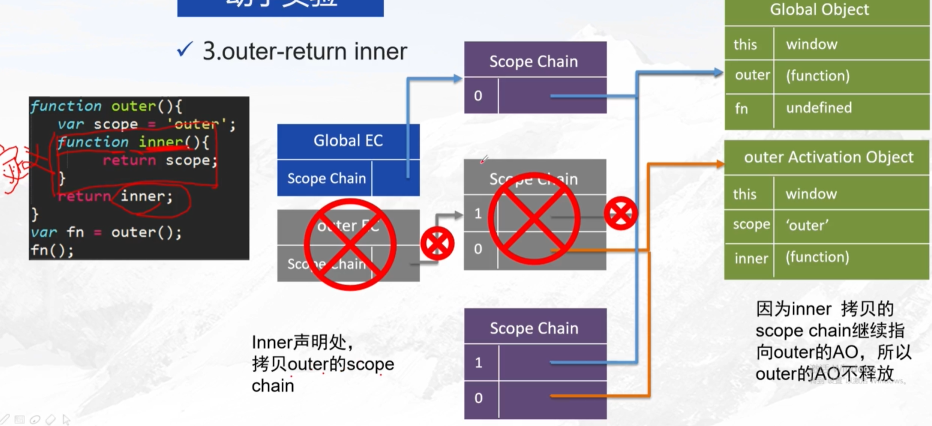 动手实验
✓ 3.outer-return inner
function outer(){
var scope = 'outer';
function inner(){
return scope;
}
return inner;
}
var fn = outer();
fn();
Global EC
Scope Chain
outer EC
Scope Chain
Scope Chain
0
Scope Chain
1
0
Scope Chain
1
0
Inner声明处，
拷贝outer的scope
chain
Global Object
this window
outer (function)
fn undefined
outer Activation Object
this window
scope 'outer'
inner (function)
因为inner 拷贝的
scope chain继续指
向outer的AO，所以
outer的AO不释放